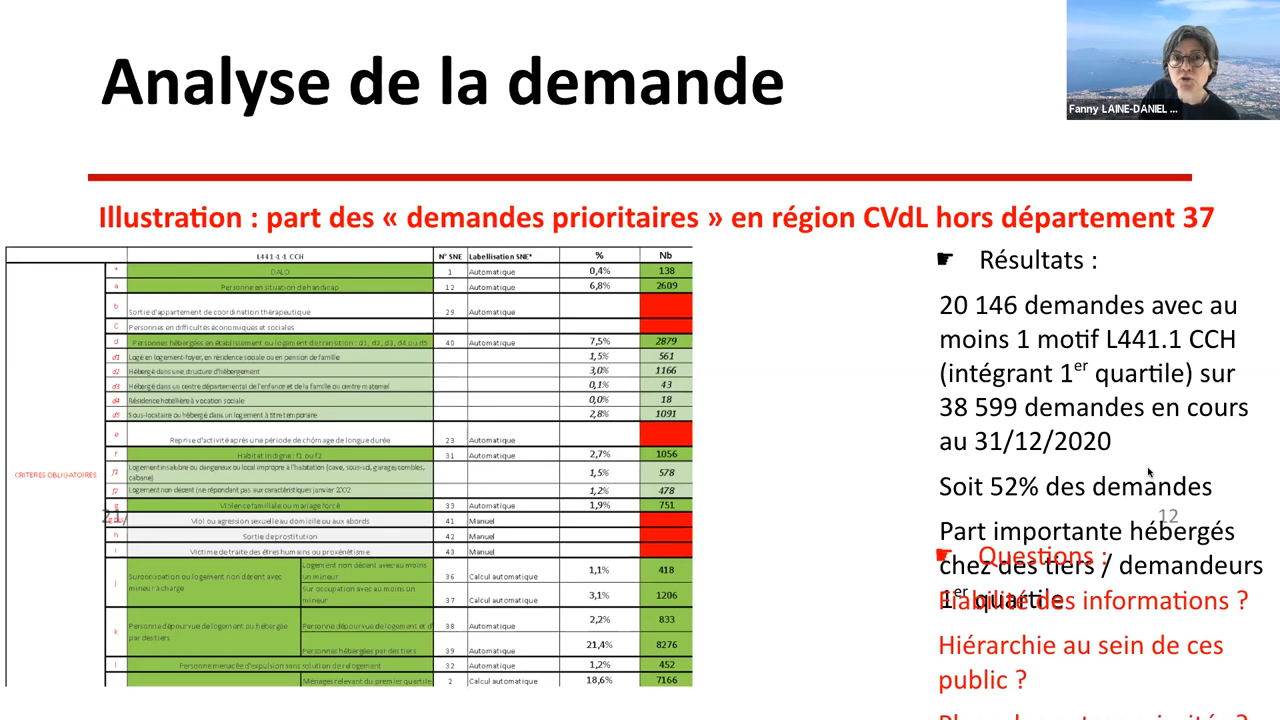 Analyse de la demande
Fanny LAINE-DANIEL ...
Illustration : part des « demandes prioritaires » en région CVdL hors département 37
L441-1-1 CCH N° SNE Labellisation SNE* % Nb
CRITERES OBLIGATOIRES
* DALO 1 Automatique 0,4% 138
a Personne en situation de handicap 12 Automatique 6,8% 2609
b Sortie d'appartement de coordination thérapeutique 29 Automatique
C Personnes en difficultés économiques et sociales
d Personnes hébergées en établissement ou logement de transition : d1, d2, d3, d4 ou d5 40 Automatique 7,5% 2879
d1 Logé en logement-foyer, en résidence sociale ou en pension de famille 1,5% 561
d2 Hébergé dans une structure d'hébergement 3,0% 1166
d3 Hébergé dans un centre départemental de l'enfance et de la famille ou centre maternel 0,1% 43
d4 Résidence hotellière à vocation sociale 0,0% 18
d5 Sous-locataire ou hébergé dans un logement à titre temporaire 2,8% 1091
e Reprise d'activité après une période de chômage de longue durée 23 Automatique
f Habitat indigne : f1 ou f2 31 Automatique 2,7% 1056
f1 Logement insalubre ou dangereux ou local impropre à l'habitation (cave, sous-sol, garage, combles, cabane) 1,5% 578
f2 Logement non décent (ne répondant pas aux caractéristiques janvier 2002 1,2% 478
g Violence familiale ou mariage forcé 33 Automatique 1,9% 751
Viol ou agression sexuelle au domicile ou aux abords 41 Manuel
h Sortie de prostitution 42 Manuel
i Victime de traite des êtres humains ou proxénétisme 43 Manuel
j Suroccupation ou logement non décent avec mineur à charge
Logement non décent avec au moins un mineur 36 Calcul automatique 1,1% 418
Sur occupation avec au moins un mineur 37 Calcul automatique 3,1% 1206
k Personne dépourvue de logement ou hébergée par des tiers
Personne dépourvue de logement et d' 38 Automatique 2,2% 833
Personnes hébergées par des tiers 39 Automatique 21,4% 8276
l Personne menacée d'expulsion sans solution de relogement 32 Automatique 1,2% 452
Ménages relevant du premier quartile 2 Calcul automatique 18,6% 7166
☛ Résultats :
20 146 demandes avec au
moins 1 motif L441.1 CCH
(intégrant 1er quartile) sur
38 599 demandes en cours
au 31/12/2020
Soit 52% des demandes
12
Part importante hébergés
chez des tiers / demandeurs
1er quartile
☛ Questions :
Fiabilité des informations ?
Hiérarchie au sein de ces
public ?